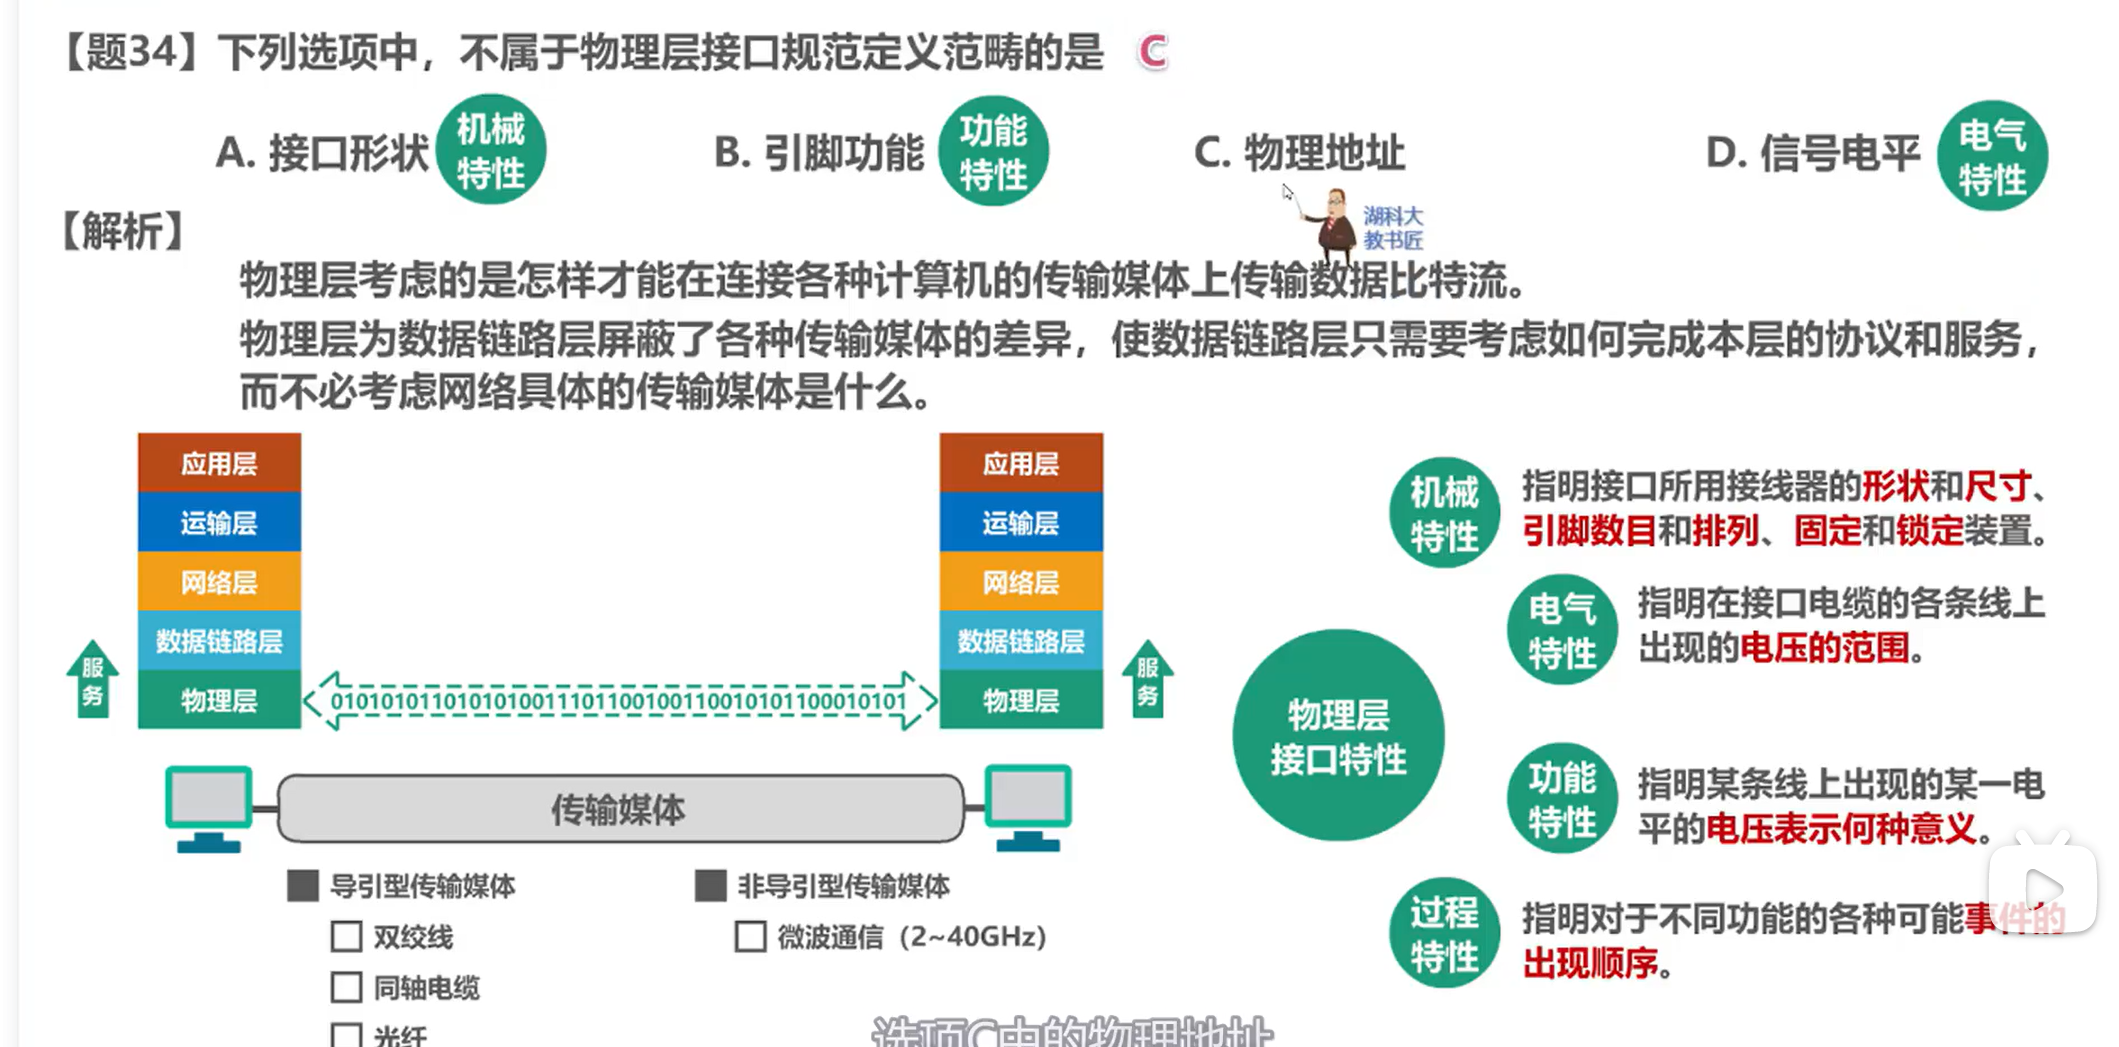 【题34】下列选项中，不属于物理层接口规范定义范畴的是 C
A. 接口形状
机械
特性
B. 引脚功能
功能
特性
C. 物理地址
D. 信号电平
电气
特性
湖科大
教书匠
【解析】
物理层考虑的是怎样才能在连接各种计算机的传输媒体上传输数据比特流。
物理层为数据链路层屏蔽了各种传输媒体的差异，使数据链路层只需要考虑如何完成本层的协议和服务，
而不必考虑网络具体的传输媒体是什么。
应用层
运输层
网络层
数据链路层
物理层
服
务
0101010110101010011101100100110010101100010101
应用层
运输层
网络层
数据链路层
物理层
服
务
传输媒体
导引型传输媒体
双绞线
同轴电缆
光纤
非导引型传输媒体
微波通信（2~40GHz）
物理层
接口特性
机械
特性
指明接口所用接线器的形状和尺寸、
引脚数目和排列、固定和锁定装置。
电气
特性
指明在接口电缆的各条线上
出现的电压的范围。
功能
特性
指明某条线上出现的某一电
平的电压表示何种意义。
过程
特性
指明对于不同功能的各种可能事件的
出现顺序。
选项C中的物理地址